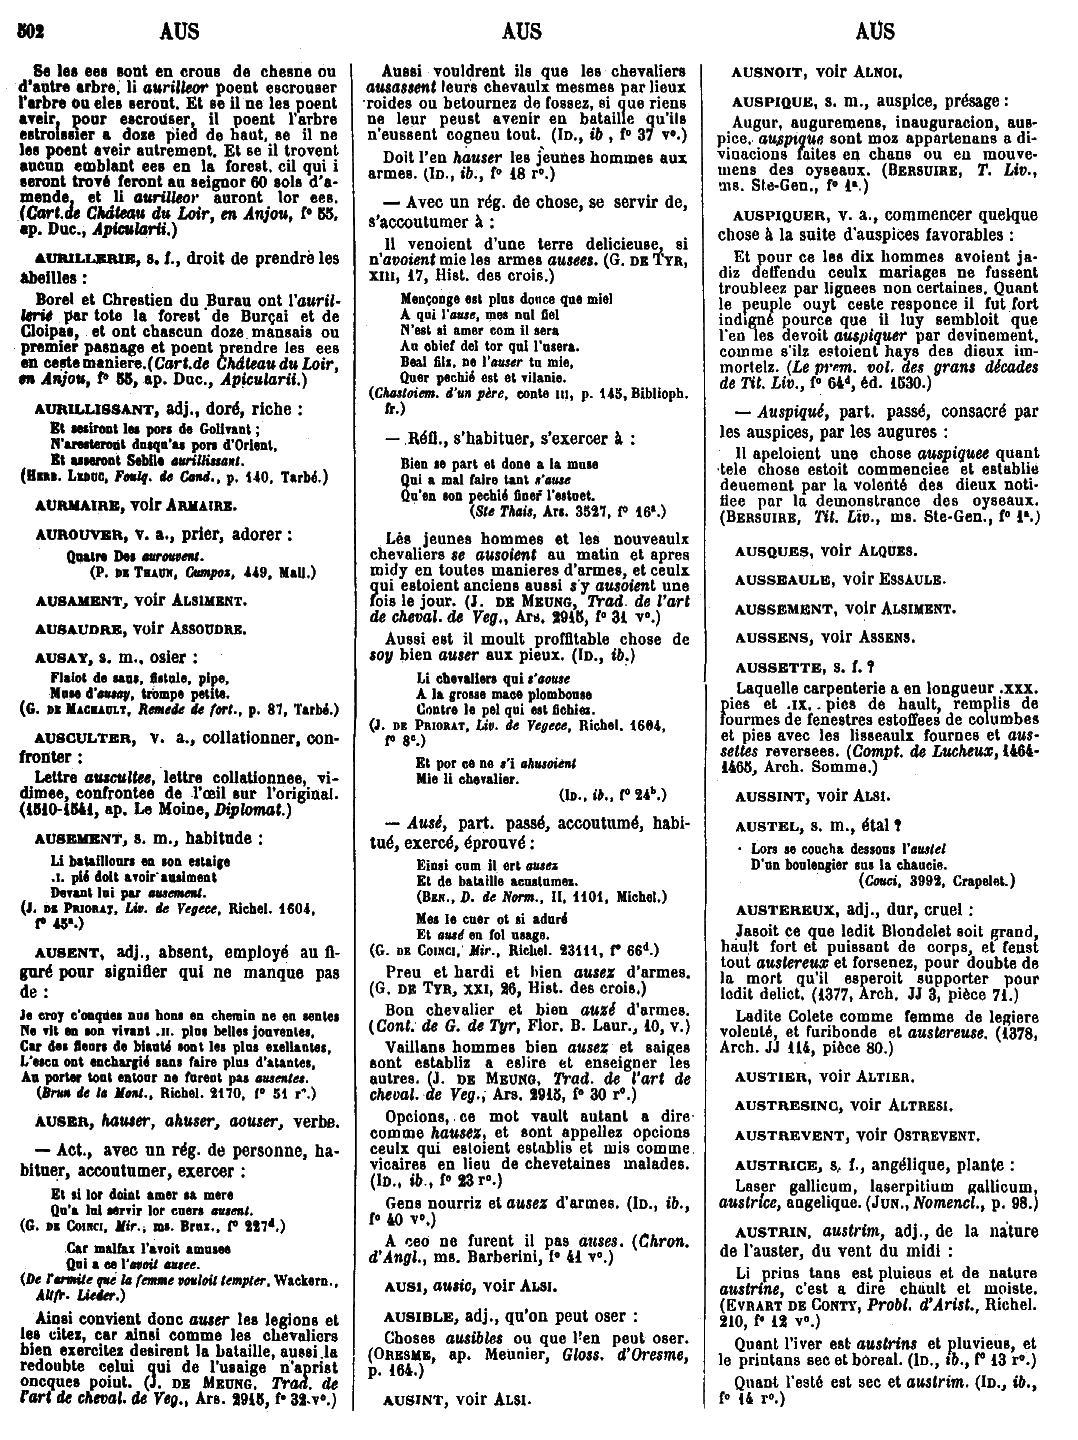 502 AUS AUS AUS
Se les ees sont en crous de chesne ou
d'autre arbre, li aurilleor poent escrouser
l'arbre ou eles seront. Et se il ne les poent
aveir, pour escrouser, il poent l'arbre
estroissier a doze pied de haut, se il ne
les poent aveir autrement. Et se il trovent
aucun emblant ees en la forest, cil qui i
seront trové feront au seignor 60 sols d'a-
mende, et li aurilleor auront lor ees.
(Cart. de Château du Loir, en Anjou, f° 55,
ap. Duc., Apicularii.)
AURILLERIE, s. f., droit de prendre les
abeilles :
Borel et Chrestien du Burau ont l'auril-
lerie par tote la forest de Burçai et de
Cloipas, et ont chascun doze mansais ou
premier pasnage et poent prendre les ees
en ceste maniere. (Cart. de Château du Loir,
en Anjou, f° 55, ap. Duc., Apicularii.)
AURILLISSANT, adj., doré, riche :
Et sesiront les pors de Golivant ;
N'aresteront dusqu'as pors d'Orient,
Et asseront Sebile aurillissant.
(HERB. LEDUC, Foulq. de Cand., p. 140, Tarbé.)
AURMAIRE, voir ARMAIRE.
AUROUVER, v. a., prier, adorer :
Quatre Des aurouvent.
(P. DE THAUN, Cumpoz, 449, Mall.)
AUSAMENT, voir ALSIMENT.
AUSAUDRE, voir ASSOUDRE.
AUSAY, s. m., osier :
Flaiot de saus, fistule, pipe,
Muse d'ausay, trompe petite.
(G. DE MACHAULT, Remede de fort., p. 87, Tarbé.)
AUSCULTER, v. a., collationner, con-
fronter :
Lettre auscultee, lettre collationnee, vi-
dimee, confrontee de l'œil sur l'original.
(1510-1541, ap. Le Moine, Diplomat.)
AUSEMENT, s. m., habitude :
Li batailleurs en son estaige
.I. pié doit avoir ausiment
Devant lui par ausement.
(J. DE PRIORAT, Liv. de Vegece, Richel. 1604,
f° 45ª.)
AUSENT, adj., absent, employé au fi-
guré pour signifier qui ne manque pas
de :
Je croy c'onques nus hons en chemin ne en sentes
Ne vit en son vivant .II. plus belles jouventes,
Car des fleurs de biauté sont les plus exellantes,
L'escu ont enchargié sans faire plus d'atantes,
Au porter tout entour ne furent pas ausentes.
(Brun de la Mont., Richel. 2170, f° 51 r°.)
AUSER, hauser, ahuser, aouser, verbe.
— Act., avec un rég. de personne, ha-
bituer, accoutumer, exercer :
Et si lor doint amer sa mere
Qu'a lui servir lor cuers ausent.
(G. DE COINCI, Mir., ms. Brux., f° 227ᵈ.)
Car malfax l'avoit amusee
Qui a ce l'avoit ausee.
(De l'armite que la femme vouloit tempter, Wackern.,
Altfr. Lieder.)
Ainsi convient donc auser les legions et
les citez, car ainsi comme les chevaliers
bien exercitez desirent la bataille, aussi la
redoubte celui qui de l'usaige n'aprist
oncques point. (J. DE MEUNG, Trad. de
l'art de cheval. de Veg., Ars. 2915, f° 32 v°.)
Aussi vouldrent ils que les chevaliers
ausassent leurs chevaulx mesmes par lieux
roides ou betournez de fossez, si que riens
ne leur peust avenir en bataille qu'ils
n'eussent cogneu tout. (ID., ib., f° 37 v°.)
Doit l'en hauser les jeunes hommes aux
armes. (ID., ib., f° 18 r°.)
— Avec un rég. de chose, se servir de,
s'accoutumer à :
Il venoient d'une terre delicieuse, si
n'avoient mie les armes ausees. (G. DE TYR,
XIII, 17, Hist. des crois.)
Mençonge est plus douce que miel
A qui l'ause, mes nul fiel
N'est si amer com il sera
Au chief del tor qui l'usera.
Beal fils, ne l'auser tu mie,
Quer pechié est et vilanie.
(Chastoiem. d'un père, conte III, p. 145, Biblioph.
fr.)
— Réfl., s'habituer, s'exercer à :
Bien se part et done a la muse
Qui a mal faire tant s'ause
Qu'en son pechié finer l'estuet.
(Ste Thais, Ars. 3527, f° 16ª.)
Les jeunes hommes et les nouveaulx
chevaliers se ausoient au matin et apres
midy en toutes manieres d'armes, et ceulx
qui estoient anciens aussi s'y ausoient une
fois le jour. (J. DE MEUNG, Trad. de l'art
de cheval. de Veg., Ars. 2915, f° 31 v°.)
Aussi est il moult proffitable chose de
soy bien auser aux pieux. (ID., ib.)
Li chevaliers qui s'aouse
A la grosse mace plombouse
Contre le pel qui est fichiez.
(J. DE PRIORAT, Liv. de Vegece, Richel. 1604,
f° 8ᶜ.)
Et por ce ne s'i ahusoient
Mie li chevalier.
(ID., ib., f° 24ᵇ.)
— Ausé, part. passé, accoutumé, habi-
tué, exercé, éprouvé :
Einsi cum il ert ausez
Et de bataille acustumez.
(BEN., D. de Norm., II, 1101, Michel.)
Mes le cuer ot si aduré
Et ausé en fol usage.
(G. DE COINCI, Mir., Richel. 23111, f° 66ᵈ.)
Preu et hardi et bien ausez d'armes.
(G. DE TYR, XXI, 26, Hist. des crois.)
Bon chevalier et bien auzé d'armes.
(Cont. de G. de Tyr, Flor. B. Laur., 10, v.)
Vaillans hommes bien ausez et saiges
sont establiz a eslire et enseigner les
autres. (J. DE MEUNG, Trad. de l'art de
cheval. de Veg., Ars. 2915, f° 30 r°.)
Opcions, ce mot vault autant a dire
comme hausez, et sont appellez opcions
ceulx qui estoient establis et mis comme
vicaires en lieu de chevetaines malades.
(ID., ib., f° 23 r°.)
Gens nourriz et ausez d'armes. (ID., ib.,
f° 40 v°.)
A ceo ne furent il pas auses. (Chron.
d'Angl., ms. Barberini, f° 41 v°.)
AUSI, ausic, voir ALSI.
AUSIBLE, adj., qu'on peut oser :
Choses ausibles ou que l'en peut oser.
(ORESME, ap. Meunier, Gloss. d'Oresme,
p. 164.)
AUSINT, voir ALSI.
AUSNOIT, voir ALNOI.
AUSPIQUE, s. m., auspice, présage :
Augur, auguremens, inauguracion, aus-
pice, auspique sont moz appartenans a di-
vinacions faites en chans ou en mouve-
mens des oyseaux. (BERSUIRE, T. Liv.,
ms. Ste-Gen., f° 1ª.)
AUSPIQUER, v. a., commencer quelque
chose à la suite d'auspices favorables :
Et pour ce les dix hommes avoient ja-
diz deffendu ceulx mariages ne fussent
troubleez par lignees non certaines. Quant
le peuple ouyt ceste responce il fut fort
indigné pource que il luy sembloit que
l'en les devoit auspiquer par devinement,
comme s'ilz estoient hays des dieux im-
mortelz. (Le prem. vol. des grans décades
de Tit. Liv., f° 64ᵈ, éd. 1530.)
— Auspiqué, part. passé, consacré par
les auspices, par les augures :
Il apeloient une chose auspiquee quant
tele chose estoit commenciee et establie
deuement par la volenté des dieux noti-
fiee par la demonstrance des oyseaux.
(BERSUIRE, Tit. Liv., ms. Ste-Gen., f° 1ª.)
AUSQUES, voir ALQUES.
AUSSEAULE, voir ESSAULE.
AUSSEMENT, voir ALSIMENT.
AUSSENS, voir ASSENS.
AUSSETTE, s. f. ?
Laquelle carpenterie a en longueur .XXX.
pies et .IX. pies de hault, remplis de
fourmes de fenestres estoffees de columbes
et pies avec les lisseaulx fournes et aus-
settes reversees. (Compt. de Lucheux, 1464-
1465, Arch. Somme.)
AUSSINT, voir ALSI.
AUSTEL, s. m., étal ?
Lors se coucha dessous l'austel
D'un boulengier sus la chaucie.
(Couci, 3992, Crapelet.)
AUSTEREUX, adj., dur, cruel :
Jasoit ce que ledit Blondelet soit grand,
hault fort et puissant de corps, et feust
tout austereux et forsenez, pour doubte de
la mort qu'il esperoit supporter pour
lodit delict. (1377, Arch. JJ 3, pièce 71.)
Ladite Colete comme femme de legiere
volenté, et furibonde et austereuse. (1378,
Arch. JJ 114, pièce 80.)
AUSTIER, voir ALTIER.
AUSTRESING, voir ALTRESI.
AUSTREVENT, voir OSTREVENT.
AUSTRICE, s. f., angélique, plante :
Laser gallicum, laserpitium gallicum,
austrice, angelique. (JUN., Nomencl., p. 98.)
AUSTRIN, austrim, adj., de la nature
de l'auster, du vent du midi :
Li prins tans est pluieus et de nature
austrine, c'est a dire chault et moiste.
(EVRART DE CONTY, Probl. d'Arist., Richel.
210, f° 12 v°.)
Quant l'iver est austrins et pluvieus, et
le printans sec et boreal. (ID., ib., f° 13 r°.)
Quant l'esté est sec et austrim. (ID., ib.,
f° 14 r°.)